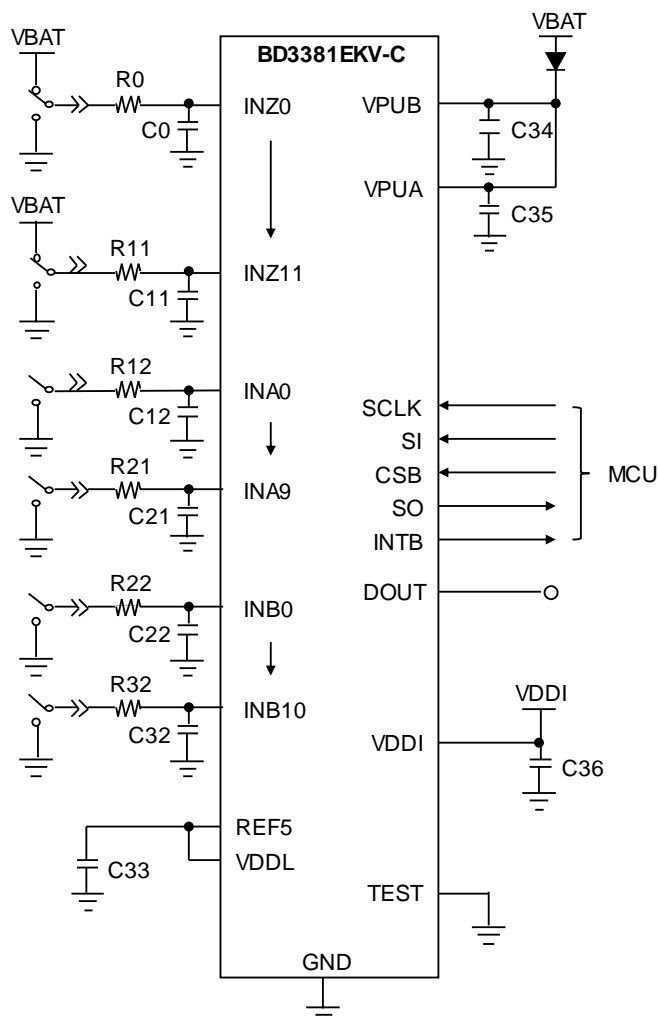 VBAT
BD3381EKV-C
VBAT
R0
INZ0
VPUB
C0
C34
VPUA
C35
VBAT
R11
INZ11
C11
R12
INA0
C12
SCLK
SI
R21
INA9
CSB
MCU
C21
SO
INTB
R22
INB0
DOUT
C22
R32
INB10
VDDI
C32
VDDI
C36
REF5
C33
VDDL
TEST
GND